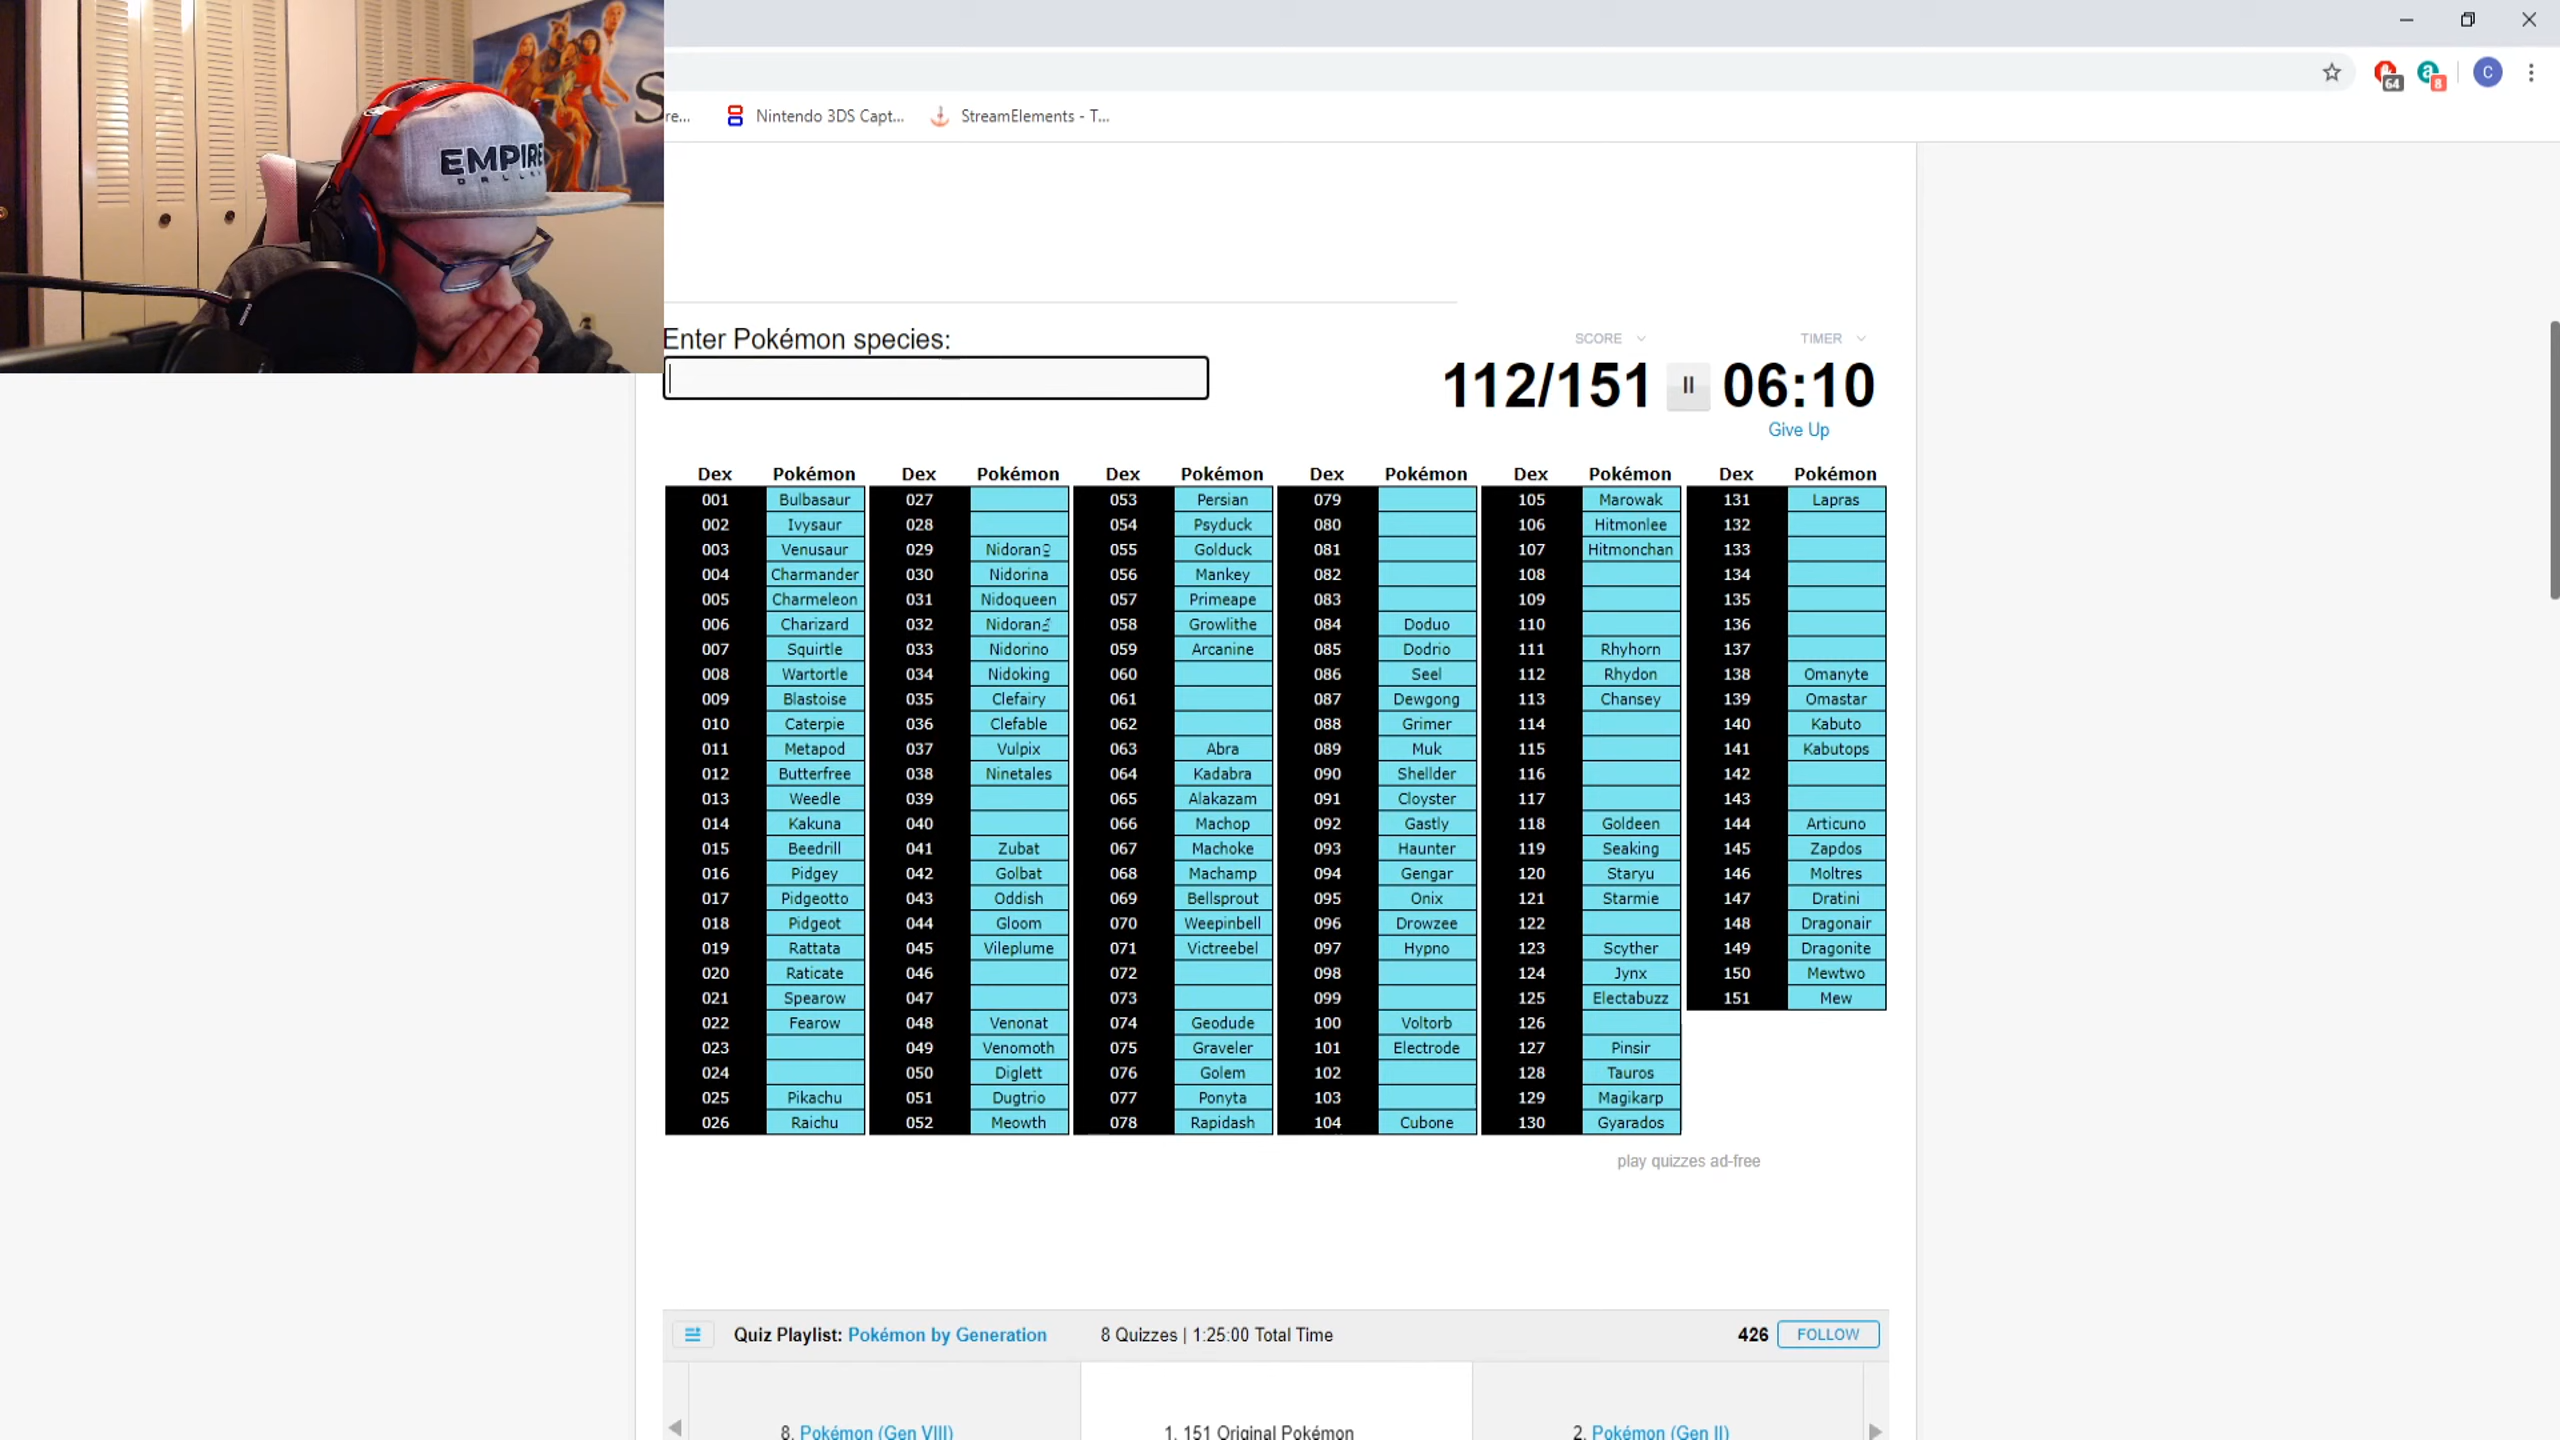 EMPIRE
S
re...
Nintendo 3DS Capt...
StreamElements - T...
64
8
C
Enter Pokémon species:
SCORE
TIMER
112/151
06:10
Give Up
Dex Pokémon Dex Pokémon Dex Pokémon Dex Pokémon Dex Pokémon Dex Pokémon
001 Bulbasaur 027 053 Persian 079 105 Marowak 131 Lapras
002 Ivysaur 028 054 Psyduck 080 106 Hitmonlee 132
003 Venusaur 029 Nidoran♀ 055 Golduck 081 107 Hitmonchan 133
004 Charmander 030 Nidorina 056 Mankey 082 108 134
005 Charmeleon 031 Nidoqueen 057 Primeape 083 109 135
006 Charizard 032 Nidoran♂ 058 Growlithe 084 Doduo 110 136
007 Squirtle 033 Nidorino 059 Arcanine 085 Dodrio 111 Rhyhorn 137
008 Wartortle 034 Nidoking 060 086 Seel 112 Rhydon 138 Omanyte
009 Blastoise 035 Clefairy 061 087 Dewgong 113 Chansey 139 Omastar
010 Caterpie 036 Clefable 062 088 Grimer 114 140 Kabuto
011 Metapod 037 Vulpix 063 Abra 089 Muk 115 141 Kabutops
012 Butterfree 038 Ninetales 064 Kadabra 090 Shellder 116 142
013 Weedle 039 065 Alakazam 091 Cloyster 117 143
014 Kakuna 040 066 Machop 092 Gastly 118 Goldeen 144 Articuno
015 Beedrill 041 Zubat 067 Machoke 093 Haunter 119 Seaking 145 Zapdos
016 Pidgey 042 Golbat 068 Machamp 094 Gengar 120 Staryu 146 Moltres
017 Pidgeotto 043 Oddish 069 Bellsprout 095 Onix 121 Starmie 147 Dratini
018 Pidgeot 044 Gloom 070 Weepinbell 096 Drowzee 122 148 Dragonair
019 Rattata 045 Vileplume 071 Victreebel 097 Hypno 123 Scyther 149 Dragonite
020 Raticate 046 072 098 124 Jynx 150 Mewtwo
021 Spearow 047 073 099 125 Electabuzz 151 Mew
022 Fearow 048 Venonat 074 Geodude 100 Voltorb 126
023 049 Venomoth 075 Graveler 101 Electrode 127 Pinsir
024 050 Diglett 076 Golem 102 128 Tauros
025 Pikachu 051 Dugtrio 077 Ponyta 103 129 Magikarp
026 Raichu 052 Meowth 078 Rapidash 104 Cubone 130 Gyarados
play quizzes ad-free
Quiz Playlist: Pokémon by Generation 8 Quizzes | 1:25:00 Total Time 426 FOLLOW
8. Pokémon (Gen VIII) 1. 151 Original Pokémon 2. Pokémon (Gen II)